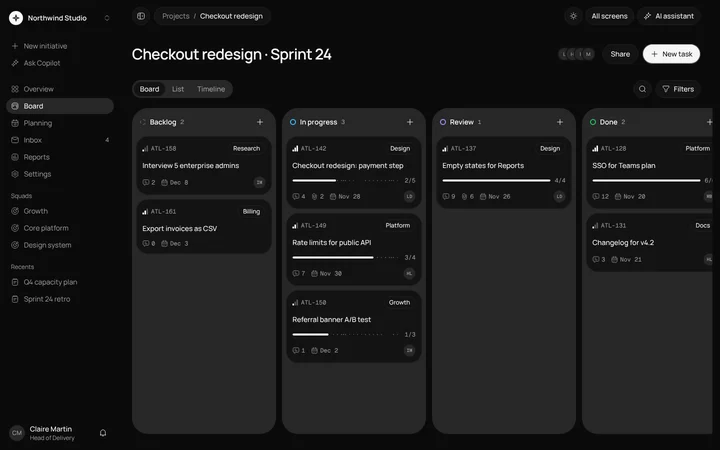 Northwind Studio
New initiative
Ask Copilot
Overview
Board
Planning
Inbox 4
Reports
Settings
Squads
Growth
Core platform
Design system
Recents
Q4 capacity plan
Sprint 24 retro
CM
Claire Martin
Head of Delivery
Projects / Checkout redesign
All screens
AI assistant
Checkout redesign · Sprint 24
M
Share
New task
Board
List
Timeline
Filters
Backlog 2
ATL-158 Research
Interview 5 enterprise admins
2 Dec 8
ATL-161 Billing
Export invoices as CSV
0 Dec 3
In progress 3
ATL-142 Design
Checkout redesign: payment step
2/5
4 2 Nov 28
ATL-149 Platform
Rate limits for public API
3/4
7 Nov 30
ATL-150 Growth
Referral banner A/B test
1/3
1 Dec 2
Review 1
ATL-137 Design
Empty states for Reports
4/4
9 6 Nov 26
Done 2
ATL-128 Platform
SSO for Teams plan
6/
12 Nov 20
ATL-131 Docs
Changelog for v4.2
3 Nov 21